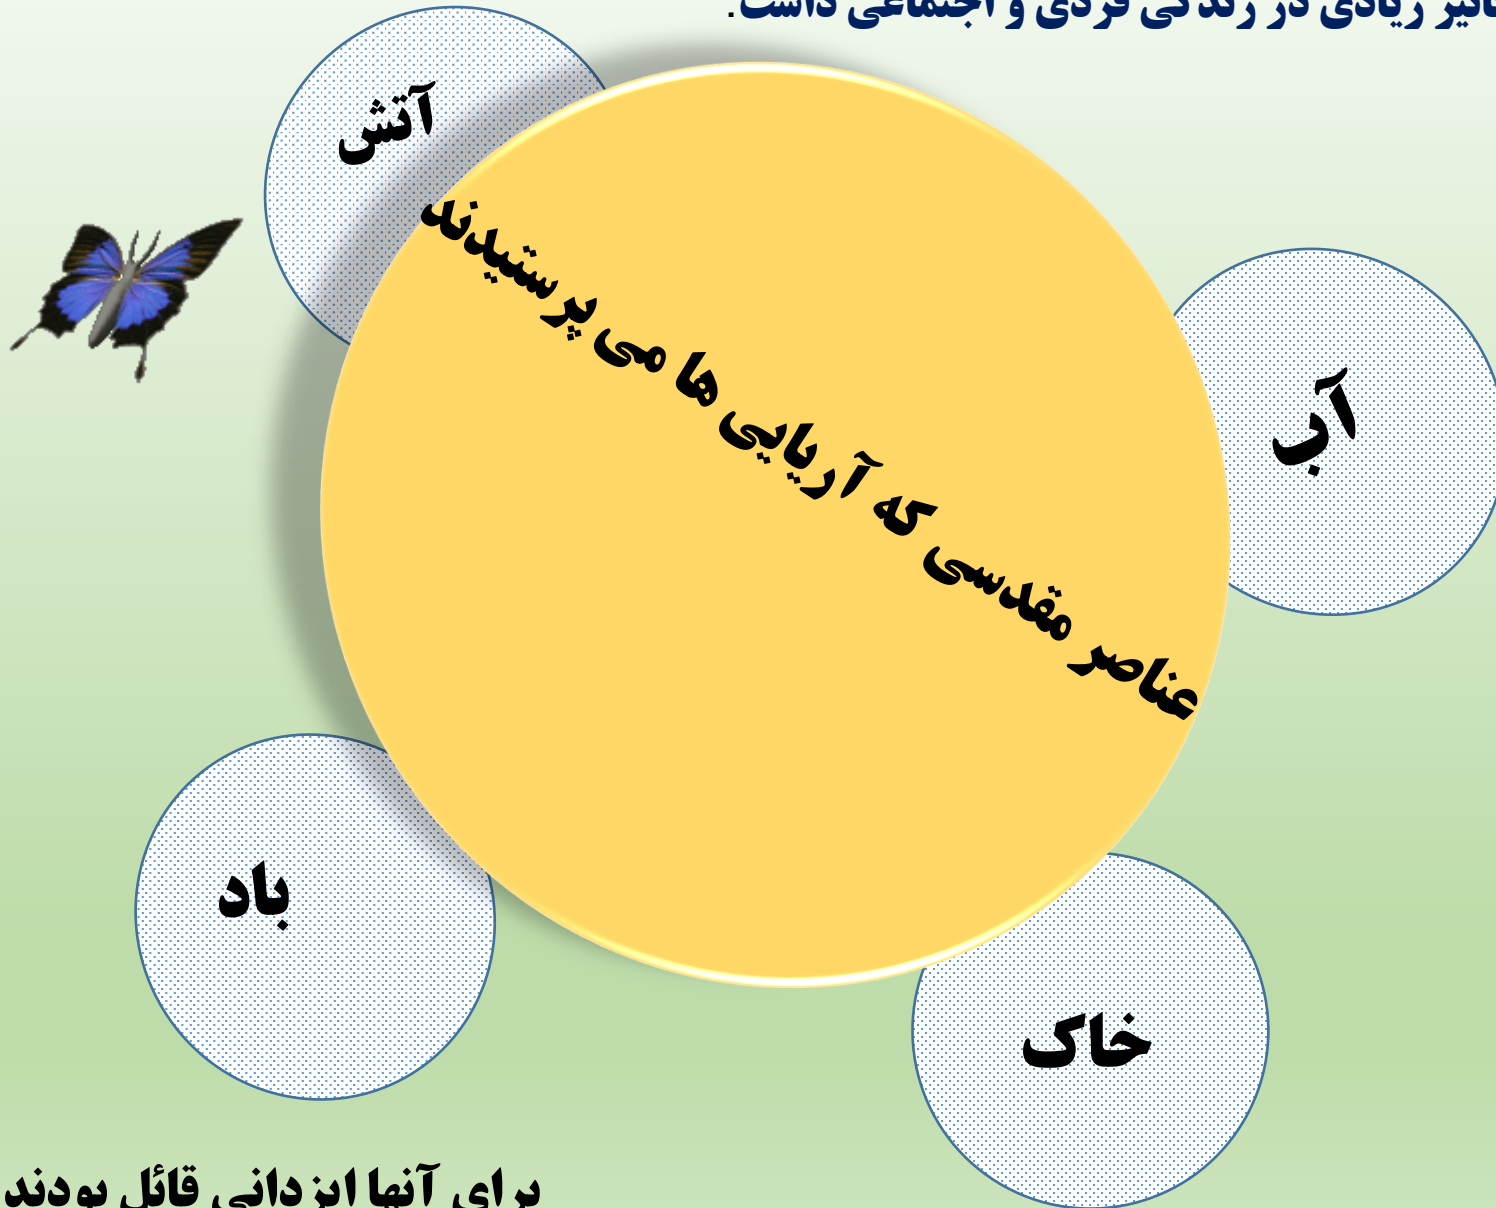 تاثیر زیادی در زندگی فردی و اجتماعی داشت.
آتش
عناصر مقدسی که آریایی ها می پرستیدند
آب
باد
خاک
برای آنها ایزدانی قائل بودند